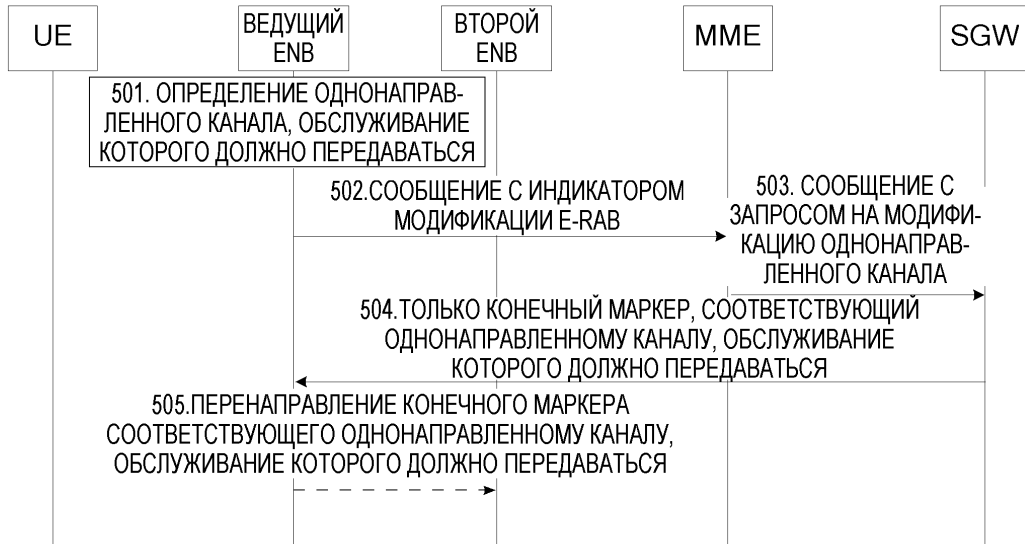 UE
ВЕДУЩИЙ
ENB
ВТОРОЙ
ENB
MME
SGW
501. ОПРЕДЕЛЕНИЕ ОДНОНАПРАВ-
ЛЕННОГО КАНАЛА, ОБСЛУЖИВАНИЕ
КОТОРОГО ДОЛЖНО ПЕРЕДАВАТЬСЯ
502.СООБЩЕНИЕ С ИНДИКАТОРОМ
МОДИФИКАЦИИ E-RAB
503. СООБЩЕНИЕ С
ЗАПРОСОМ НА МОДИФИ-
КАЦИЮ ОДНОНАПРАВ-
ЛЕННОГО КАНАЛА
504.ТОЛЬКО КОНЕЧНЫЙ МАРКЕР, СООТВЕТСТВУЮЩИЙ
ОДНОНАПРАВЛЕННОМУ КАНАЛУ, ОБСЛУЖИВАНИЕ
КОТОРОГО ДОЛЖНО ПЕРЕДАВАТЬСЯ
505.ПЕРЕНАПРАВЛЕНИЕ КОНЕЧНОГО МАРКЕРА
СООТВЕТСТВУЮЩЕГО ОДНОНАПРАВЛЕННОМУ КАНАЛУ,
ОБСЛУЖИВАНИЕ КОТОРОГО ДОЛЖНО ПЕРЕДАВАТЬСЯ